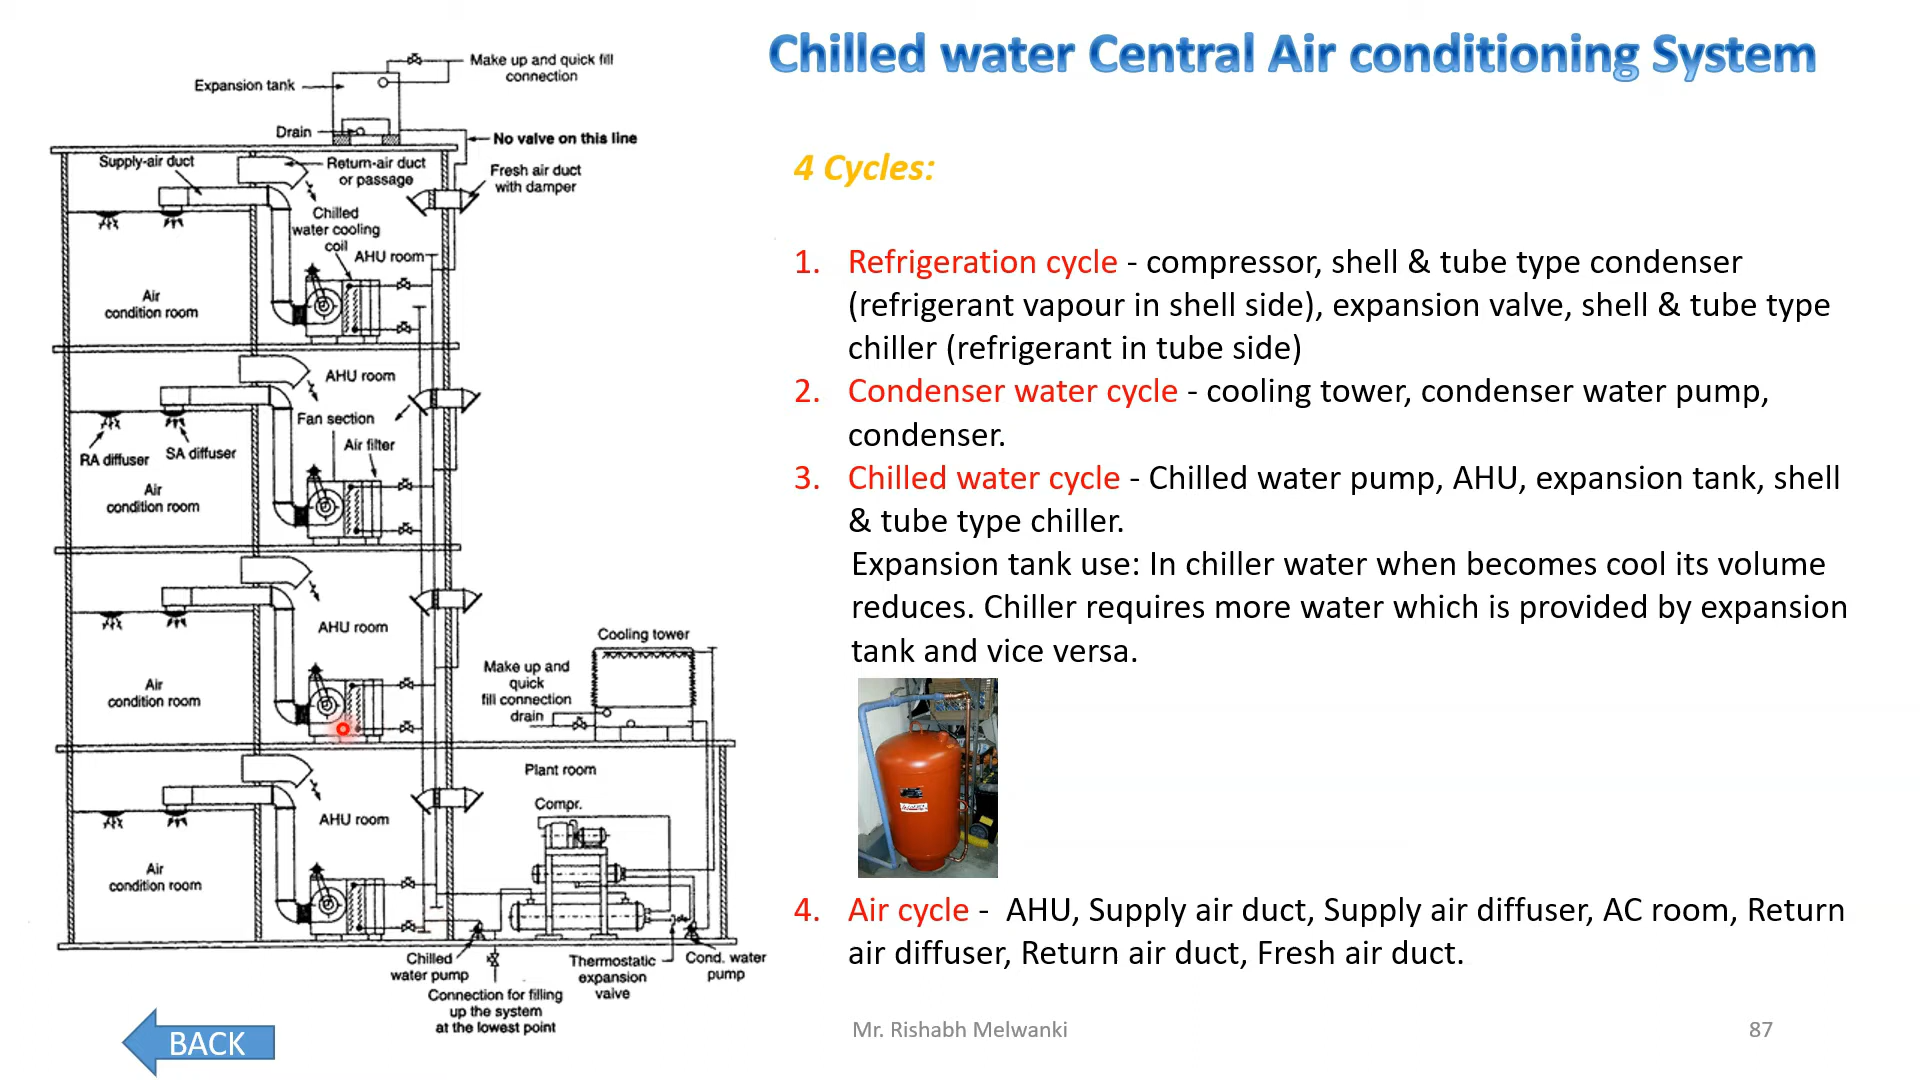 Chilled water Central Air conditioning System
4 Cycles:
1. Refrigeration cycle - compressor, shell & tube type condenser
(refrigerant vapour in shell side), expansion valve, shell & tube type
chiller (refrigerant in tube side)
2. Condenser water cycle - cooling tower, condenser water pump,
condenser.
3. Chilled water cycle - Chilled water pump, AHU, expansion tank, shell
& tube type chiller.
Expansion tank use: In chiller water when becomes cool its volume
reduces. Chiller requires more water which is provided by expansion
tank and vice versa.
4. Air cycle - AHU, Supply air duct, Supply air diffuser, AC room, Return
air diffuser, Return air duct, Fresh air duct.
Make up and quick fill
connection
Expansion tank
Drain
No valve on this line
Supply-air duct
Return-air duct
or passage
Fresh air duct
with damper
Chilled
water cooling
coil
AHU room
Air
condition room
AHU room
Fan section
Air filter
RA diffuser
SA diffuser
Air
condition room
AHU room
Air
condition room
Cooling tower
Make up and
quick
fill connection
drain
Plant room
Compr.
AHU room
Air
condition room
Chilled
water pump
Thermostatic
expansion
valve
Cond. water
pump
Connection for filling
up the system
at the lowest point
BACK
Mr. Rishabh Melwanki
87